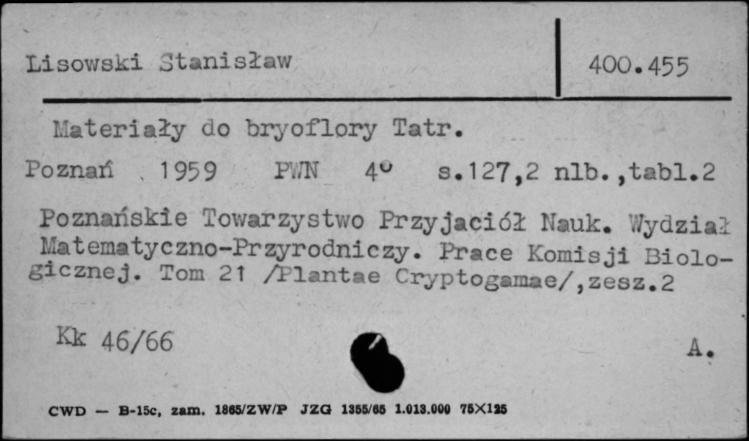 Lisowski Stanisław
400.455
Materiały do bryoflory Tatr.
Poznań 1959 PWN 4º s.127,2 nlb.,tabl.2
Poznańskie Towarzystwo Przyjaciół Nauk. Wydział
Matematyczno-Przyrodniczy. Prace Komisji Biolo-
gicznej. Tom 21 /Plantae Cryptogamae/,zesz.2
Kk 46/66
A.
CWD — B-15c, zam. 1865/ZW/P JZG 1355/65 1.013.000 75X125